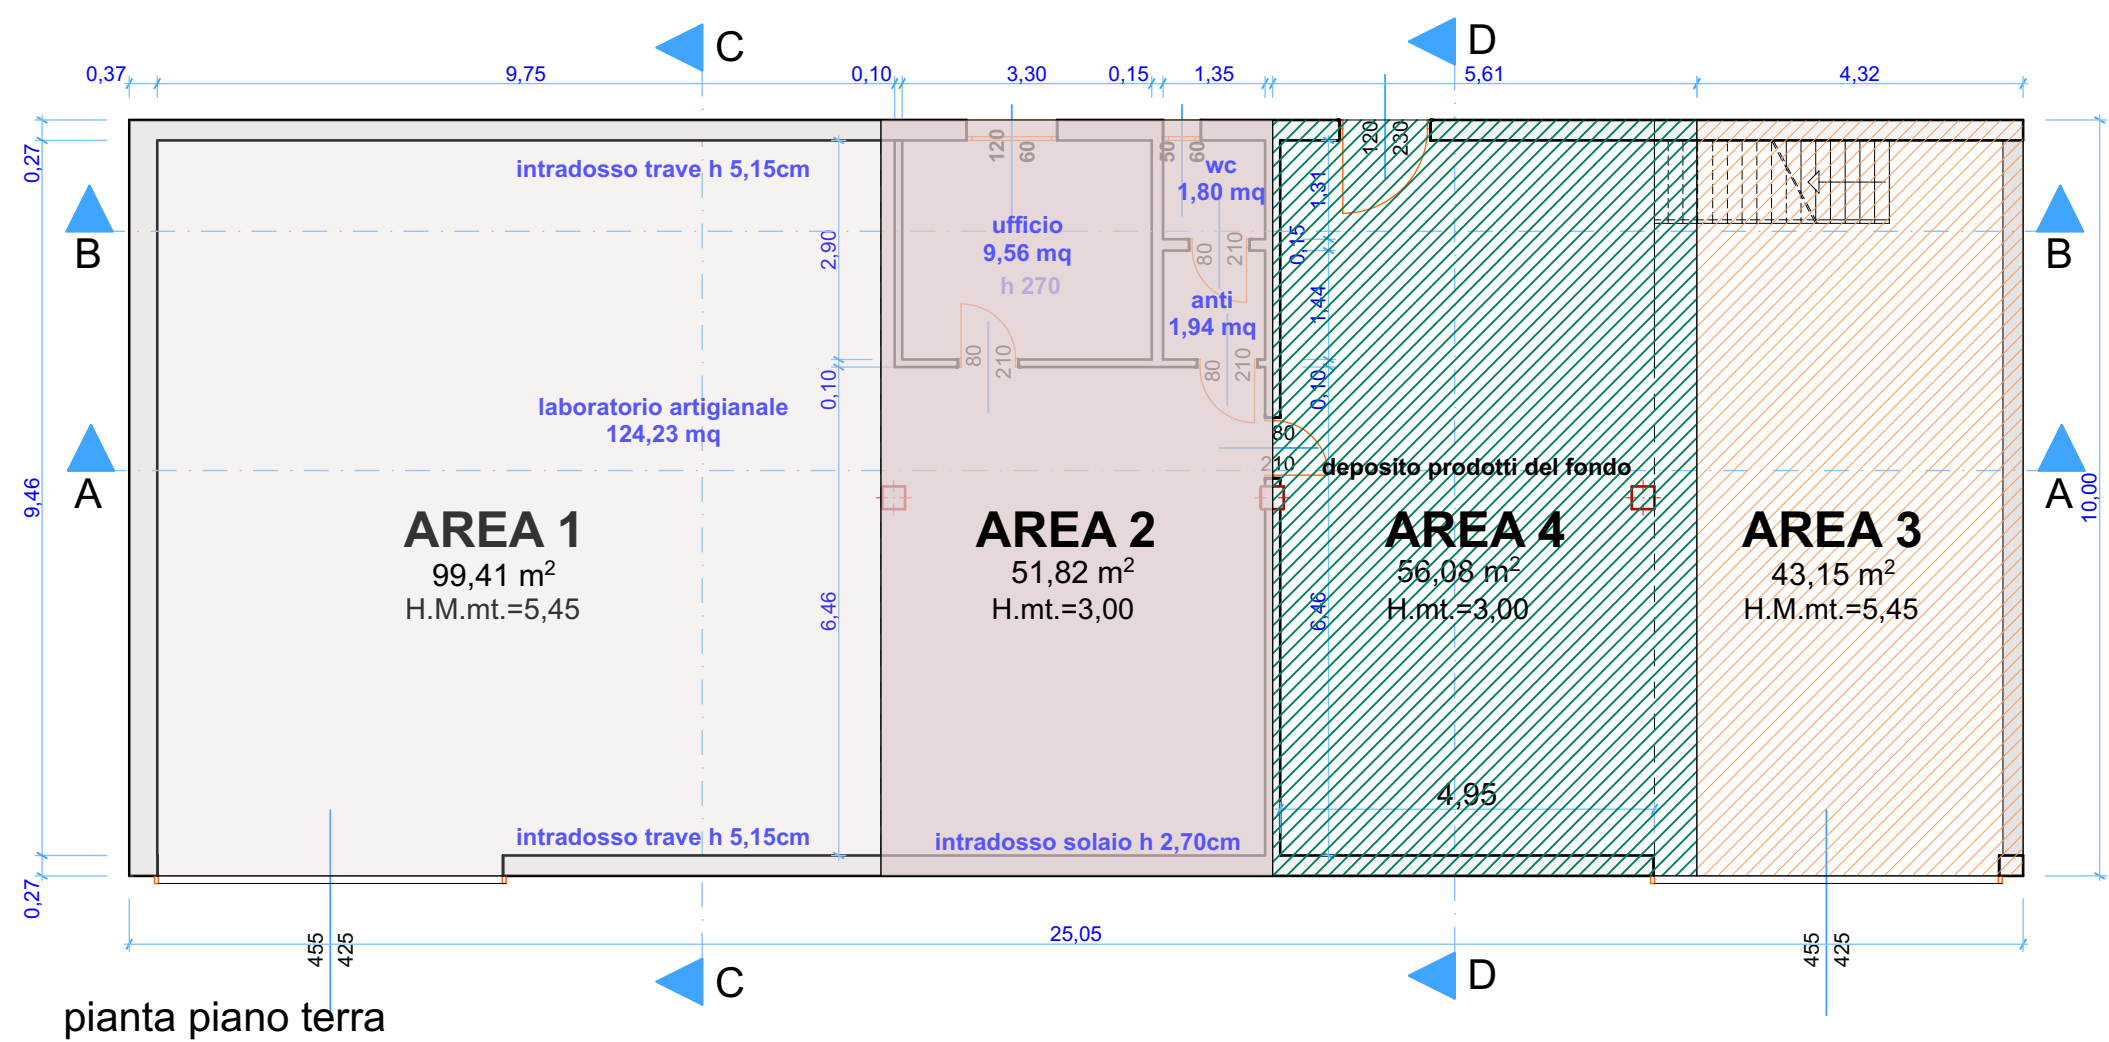 C
D
0,37
9,75
0,10
3,30
0,15
1,35
5,61
4,32
0,27
intradosso trave h 5,15cm
120
60
50
60
wc
1,80 mq
120
230
1,31
B
2,90
ufficio
9,56 mq
h 270
80
210
0,15
B
anti
1,94 mq
1,44
80
210
80
210
0,10
0,10
laboratorio artigianale
124,23 mq
80
210
deposito prodotti del fondo
A
9,46
A
10,00
AREA 1
99,41 m²
H.M.mt.=5,45
AREA 2
51,82 m²
H.mt.=3,00
AREA 4
56,08 m²
H.mt.=3,00
AREA 3
43,15 m²
H.M.mt.=5,45
6,46
6,46
4,95
intradosso trave h 5,15cm
intradosso solaio h 2,70cm
0,27
455
425
25,05
455
425
C
D
pianta piano terra